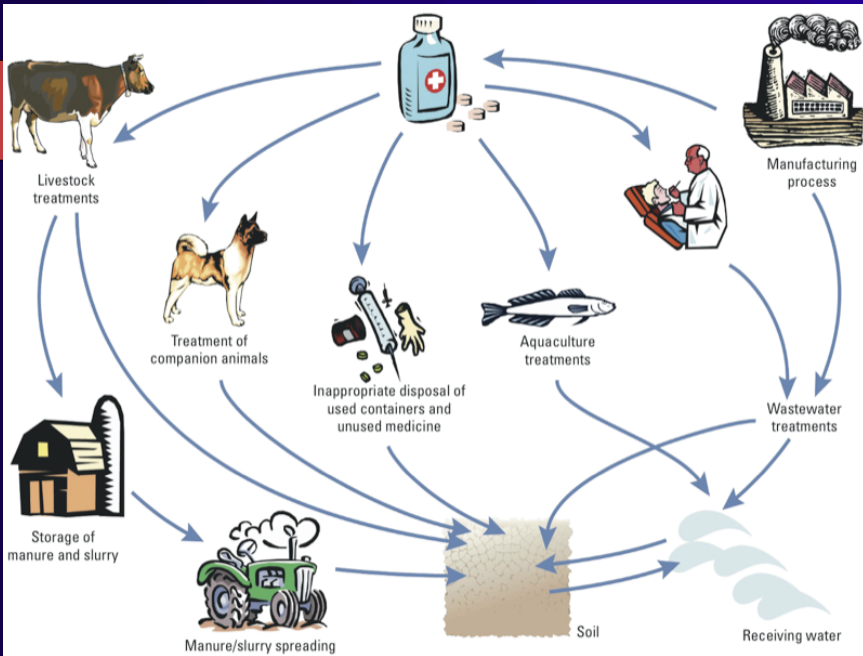 Livestock
treatments
Manufacturing
process
Treatment of
companion animals
Inappropriate disposal of
used containers and
unused medicine
Aquaculture
treatments
Wastewater
treatments
Storage of
manure and slurry
Manure/slurry spreading
Soil
Receiving water